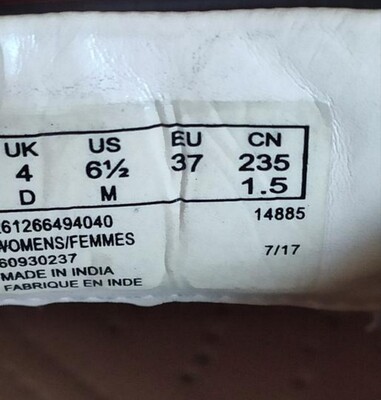 UK US EU CN
4 6½ 37 235
D M 1.5
261266494040 14885
WOMENS/FEMMES
60930237 7/17
MADE IN INDIA
FABRIQUE EN INDE